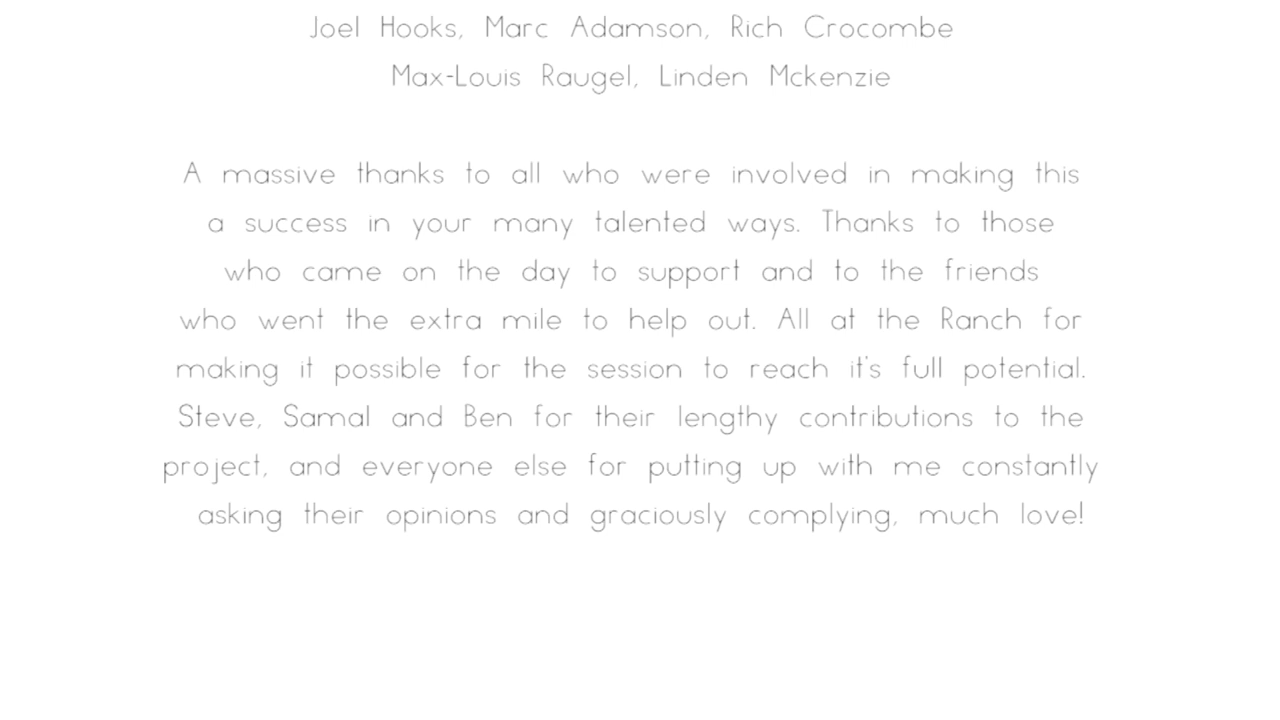 Joel Hooks, Marc Adamson, Rich Crocombe
Max-Louis Raugel, Linden Mckenzie
A massive thanks to all who were involved in making this
a success in your many talented ways. Thanks to those
who came on the day to support and to the friends
who went the extra mile to help out. All at the Ranch for
making it possible for the session to reach it's full potential.
Steve, Samal and Ben for their lengthy contributions to the
project, and everyone else for putting up with me constantly
asking their opinions and graciously complying, much love!